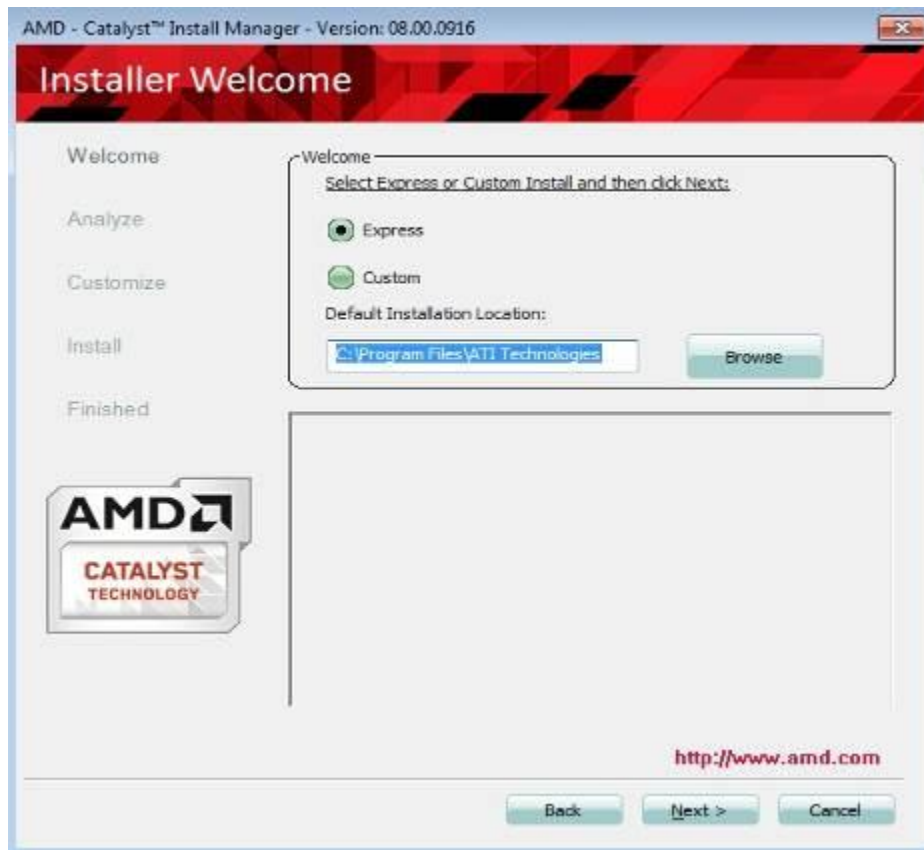 AMD - Catalyst™ Install Manager - Version: 08.00.0916
Installer Welcome
Welcome
Analyze
Customize
Install
Finished
Welcome
Select Express or Custom Install and then click Next:
Express
Custom
Default Installation Location:
C:\Program Files\ATI Technologies
Browse
AMD
CATALYST
TECHNOLOGY
http://www.amd.com
Back
Next >
Cancel